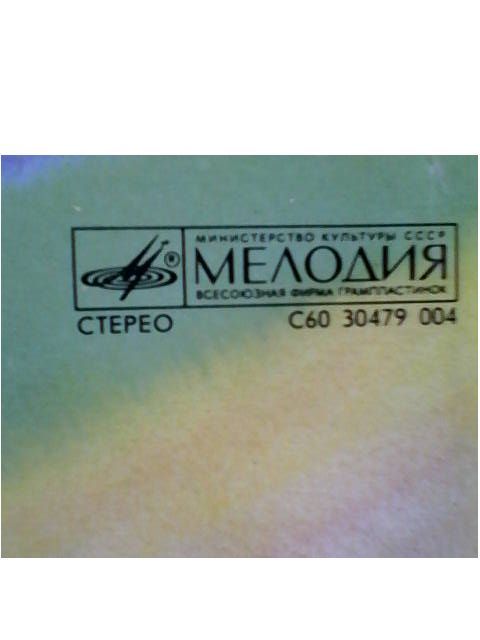 МИНИСТЕРСТВО КУЛЬТУРЫ СССР
МЕЛОДИЯ
®
ВСЕСОЮЗНАЯ ФИРМА ГРАМПЛАСТИНОК
СТЕРЕО
С60 30479 004